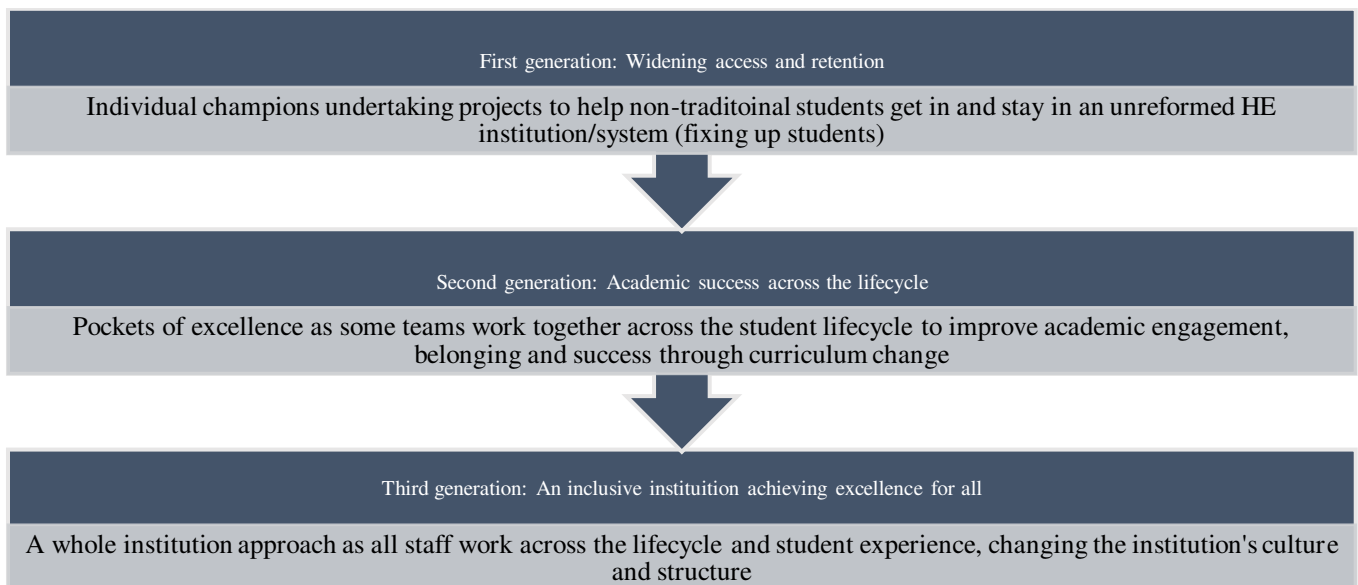 First generation: Widening access and retention
Individual champions undertaking projects to help non-traditoinal students get in and stay in an unreformed HE
institution/system (fixing up students)
Second generation: Academic success across the lifecycle
Pockets of excellence as some teams work together across the student lifecycle to improve academic engagement,
belonging and success through curriculum change
Third generation: An inclusive instituition achieving excellence for all
A whole institution approach as all staff work across the lifecycle and student experience, changing the institution's culture
and structure